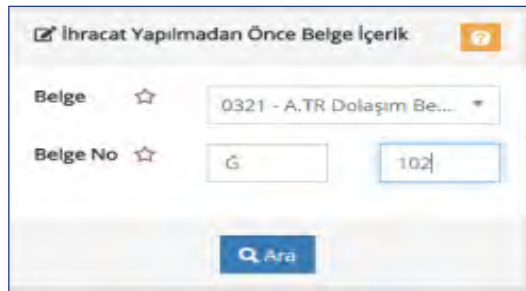 İhracat Yapılmadan Önce Belge İçerik ?
Belge 0321 - A.TR Dolaşım Be...
Belge No Ğ 102
Ara